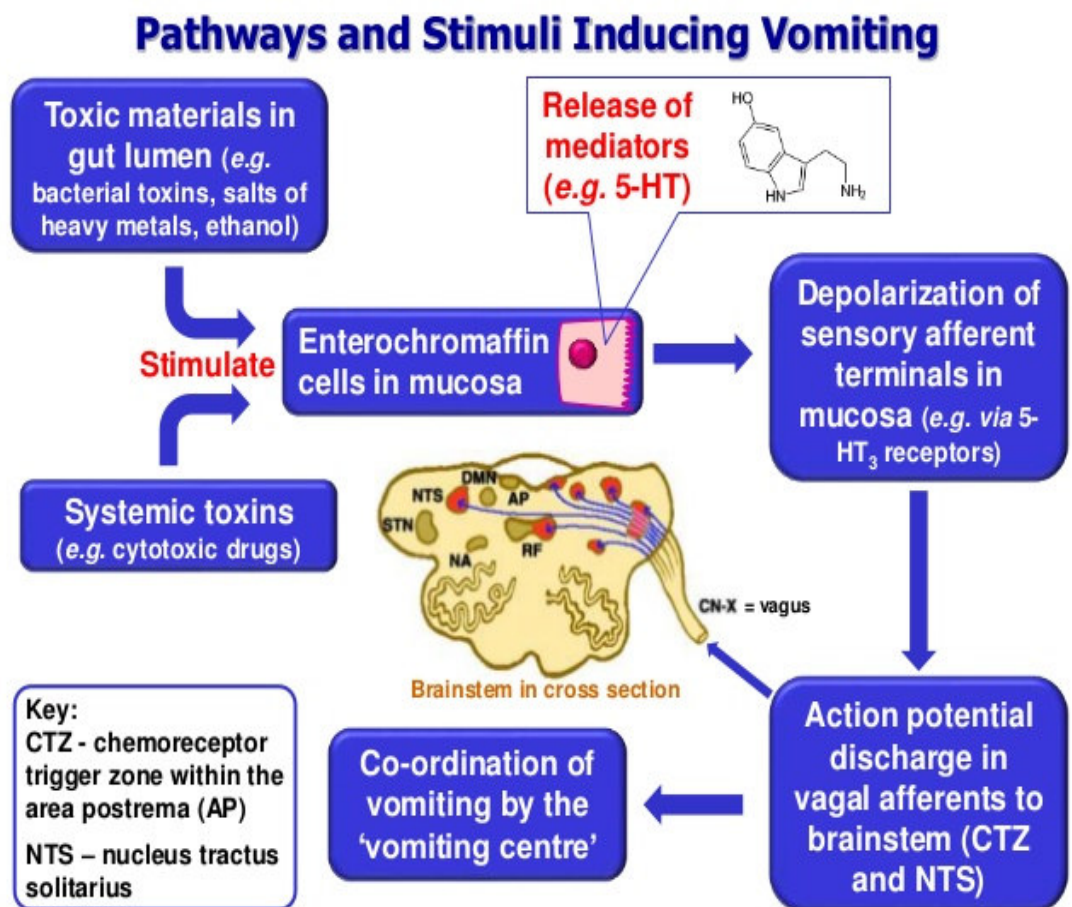 Pathways and Stimuli Inducing Vomiting
Toxic materials in
gut lumen (e.g.
bacterial toxins, salts of
heavy metals, ethanol)
Release of
mediators
(e.g. 5-HT)
HO
HN
NH₂
Stimulate
Enterochromaffin
cells in mucosa
Depolarization of
sensory afferent
terminals in
mucosa (e.g. via 5-
HT₃ receptors)
Systemic toxins
(e.g. cytotoxic drugs)
DMN
NTS
AP
STN
NA
RF
CN-X = vagus
Brainstem in cross section
Key:
CTZ - chemoreceptor
trigger zone within the
area postrema (AP)
NTS – nucleus tractus
solitarius
Co-ordination of
vomiting by the
‘vomiting centre’
Action potential
discharge in
vagal afferents to
brainstem (CTZ
and NTS)